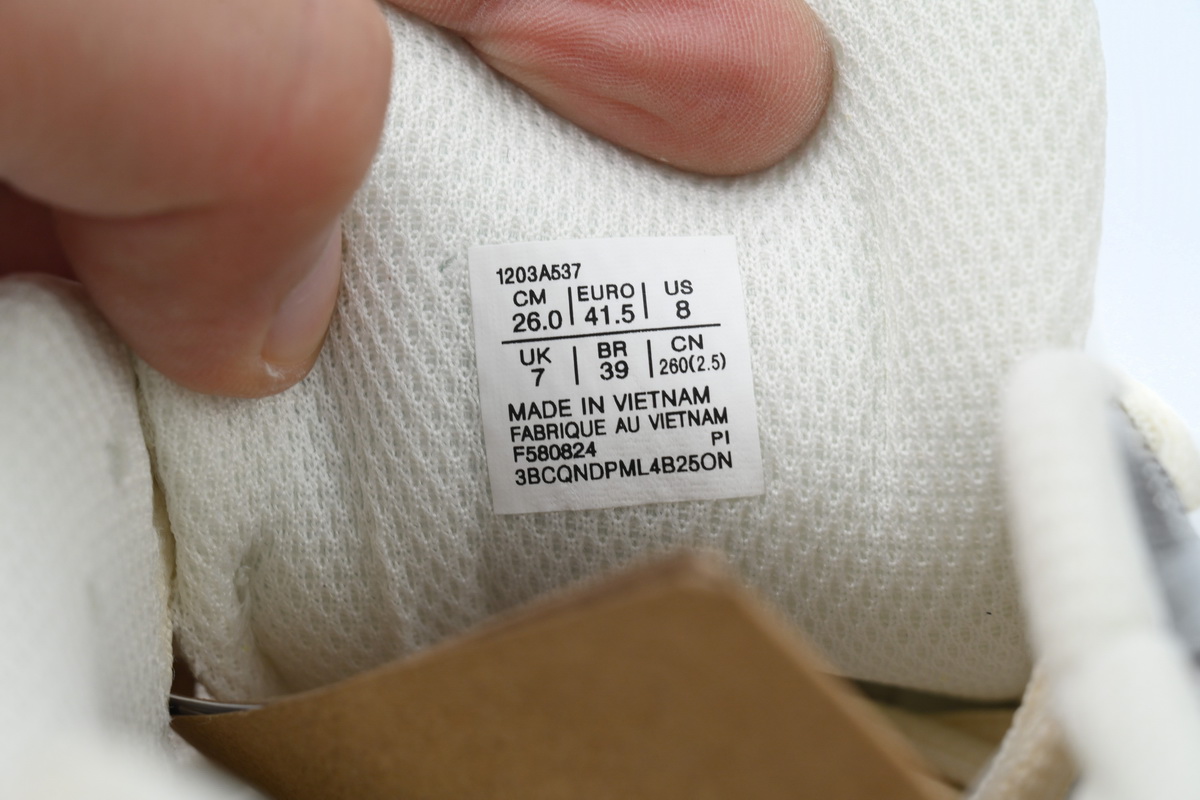 1203A537
CM | EURO | US
26.0 | 41.5 | 8
UK | BR | CN
7 | 39 | 260(2.5)
MADE IN VIETNAM
FABRIQUE AU VIETNAM
F580824 PI
3BCQNDPML4B25ON